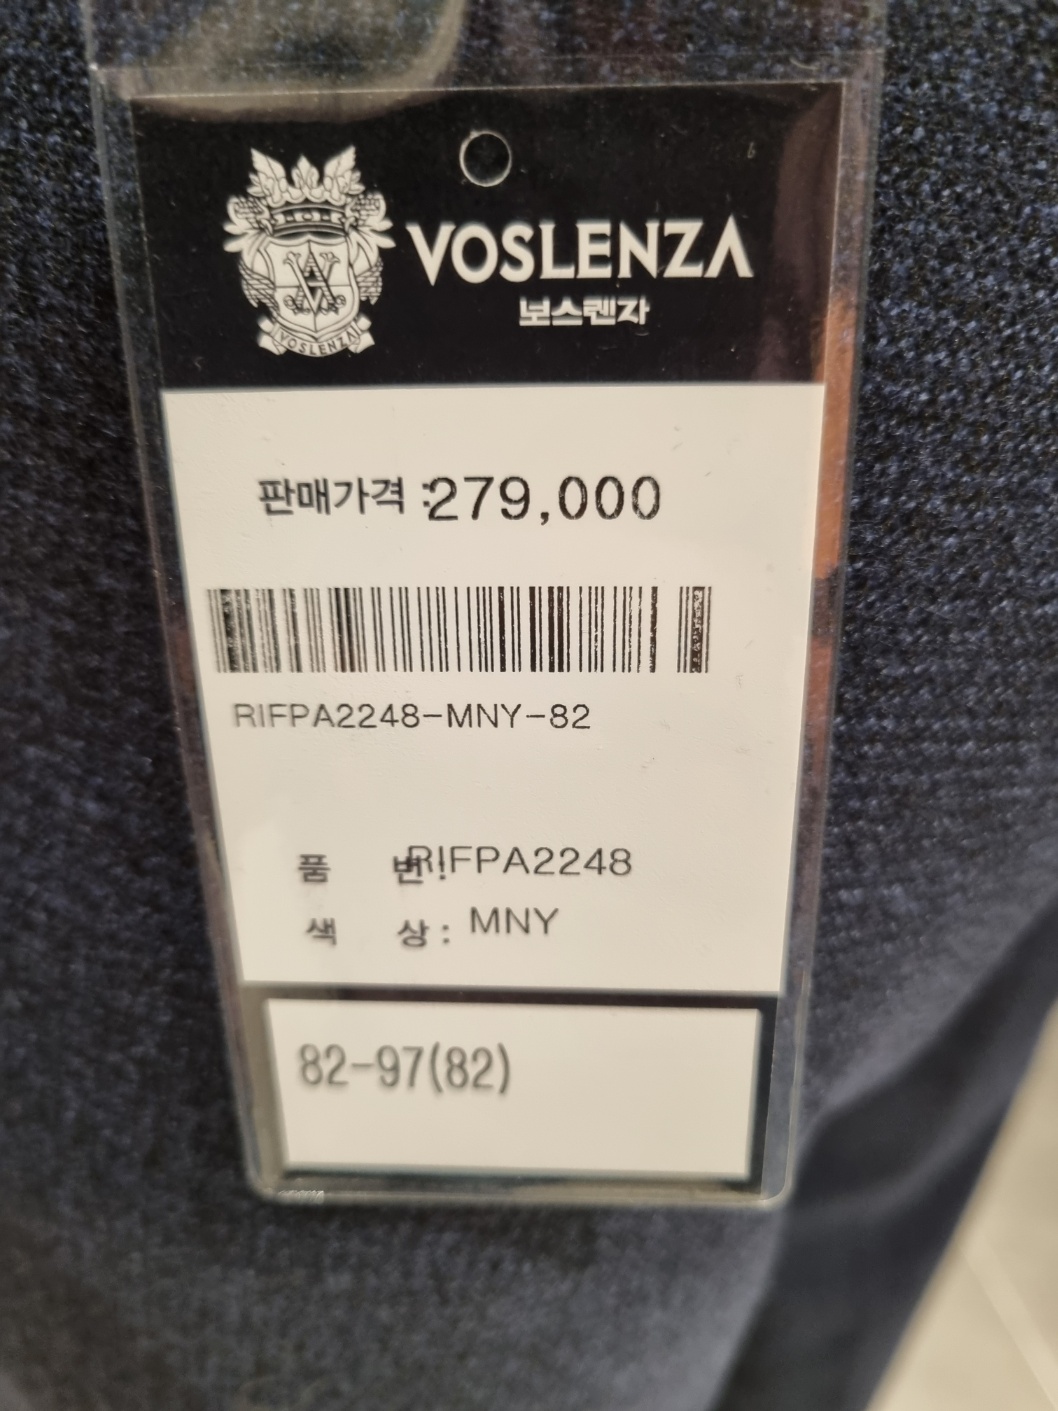 VOSLENZA
보스렌자
VOSLENZA
판매가격 :279,000
RIFPA2248-MNY-82
품 번: RIFPA2248
색 상: MNY
82-97(82)